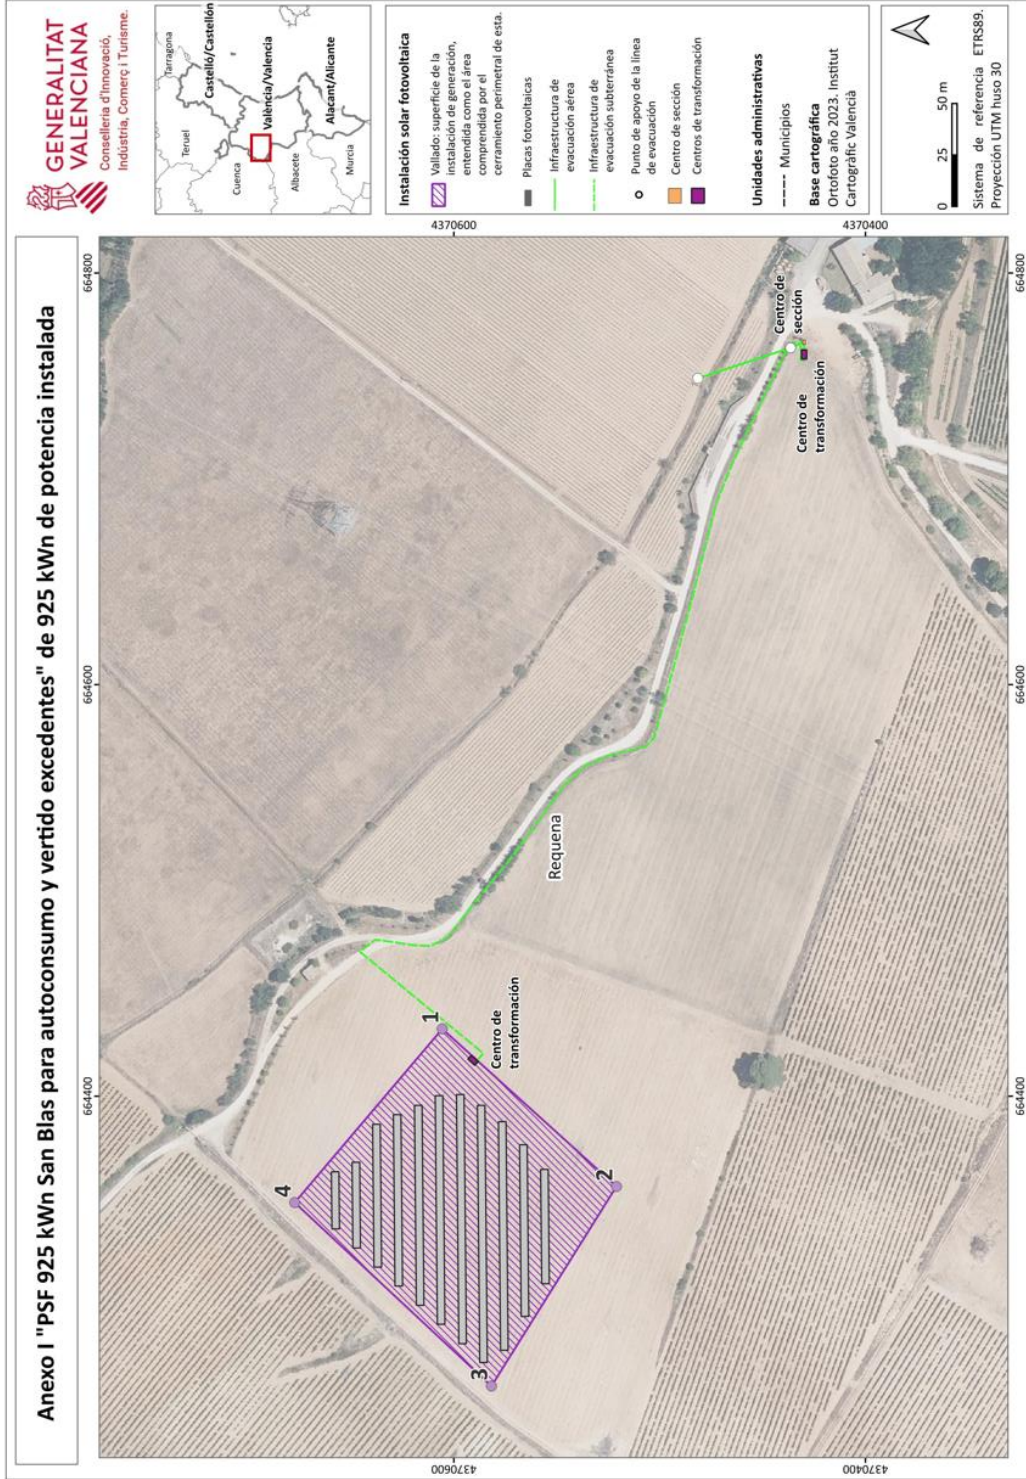 Anexo I "PSF 925 kWn San Blas para autoconsumo y vertido excedentes" de 925 kWn de potencia instalada
GENERALITAT
VALENCIANA
Conselleria d'Innovació,
Indústria, Comerç i Turisme.
Tarragona
Teruel
Castelló/Castellón
Cuenca
València/Valencia
Albacete
Alacant/Alicante
Murcia
Instalación solar fotovoltaica
Vallado: superficie de la
instalación de generación,
entendida como el área
comprendida por el
cerramiento perimetral de esta.
Placas fotovoltaicas
Infraestructura de
evacuación aérea
Infraestructura de
evacuación subterránea
Punto de apoyo de la línea
de evacuación
Centro de sección
Centros de transformación
Unidades administrativas
Municipios
Base cartográfica
Ortofoto año 2023. Institut
Cartogràfic Valencià
0 25 50 m
Sistema de referencia ETRS89.
Proyección UTM huso 30
664400
664600
664800
4370600
4370600
4
1
3
2
Centro de
transformación
Requena
Centro de
sección
Centro de
transformación
4370400
4370400
664400
664600
664800